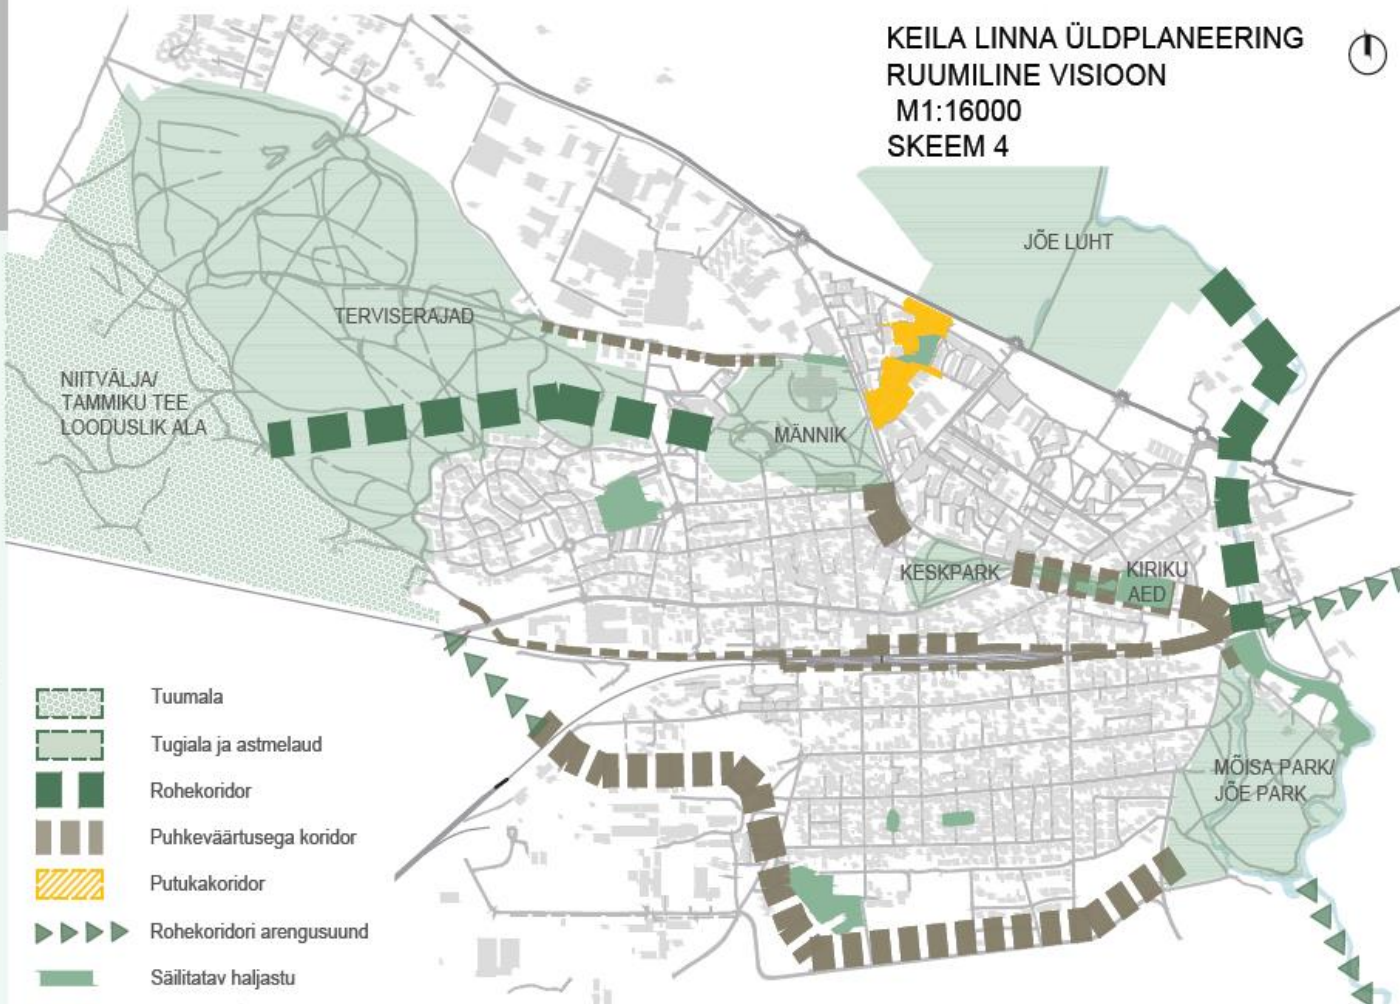 KEILA LINNA ÜLDPLANEERING
RUUMILINE VISIOON
M1:16000
SKEEM 4
JÕE LUHT
TERVISERAJAD
NIITVÄLJA/
TAMMIKU TEE
LOODUSLIK ALA
MÄNNIK
KESKPARK
KIRIKU
AED
MÕISA PARK/
JÕE PARK
Tuumala
Tugiala ja astmelaud
Rohekoridor
Puhkeväärtusega koridor
Putukakoridor
Rohekoridori arengusuund
Säilitatav haljastu